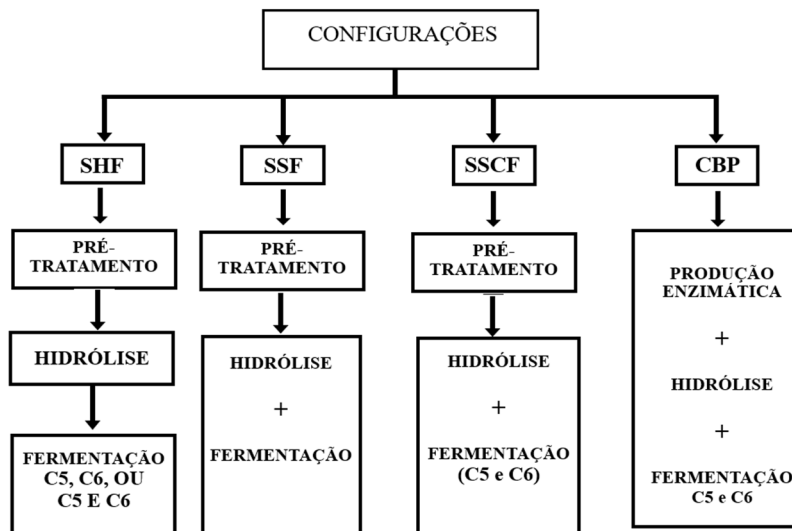 CONFIGURAÇÕES
SHF
PRÉ-
TRATAMENTO
HIDRÓLISE
FERMENTAÇÃO
C5, C6, OU
C5 E C6
SSF
PRÉ-
TRATAMENTO
HIDRÓLISE
+
FERMENTAÇÃO
SSCF
PRÉ-
TRATAMENTO
HIDRÓLISE
+
FERMENTAÇÃO
(C5 e C6)
CBP
PRODUÇÃO
ENZIMÁTICA
+
HIDRÓLISE
+
FERMENTAÇÃO
C5 e C6